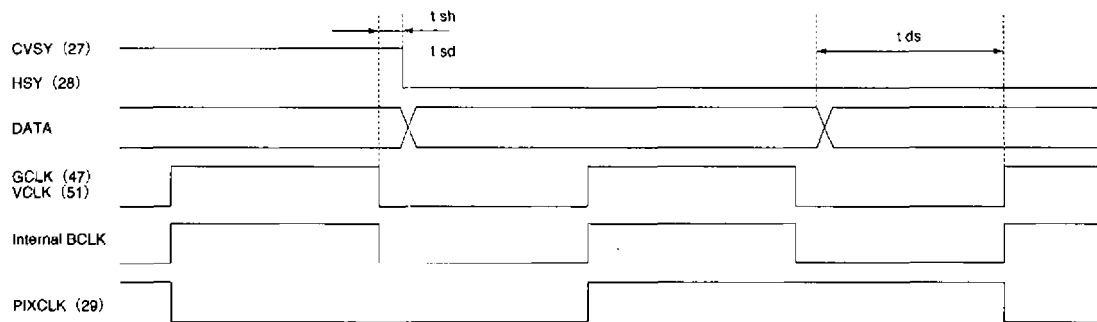 t sh
CVSY (27)
t sd
t ds
HSY (28)
DATA
GCLK (47)
VCLK (51)
Internal BCLK
PIXCLK (29)